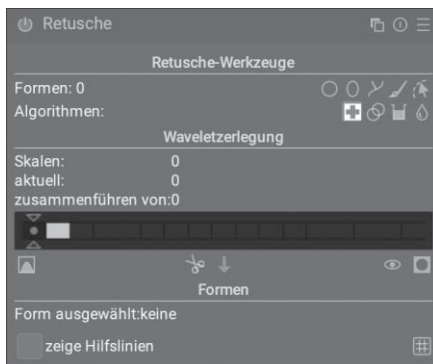 Retusche
Retusche-Werkzeuge
Formen: 0
Algorithmen:
Waveletzerlegung
Skalen: 0
aktuell: 0
zusammenführen von:0
Formen
Form ausgewählt:keine
zeige Hilfslinien